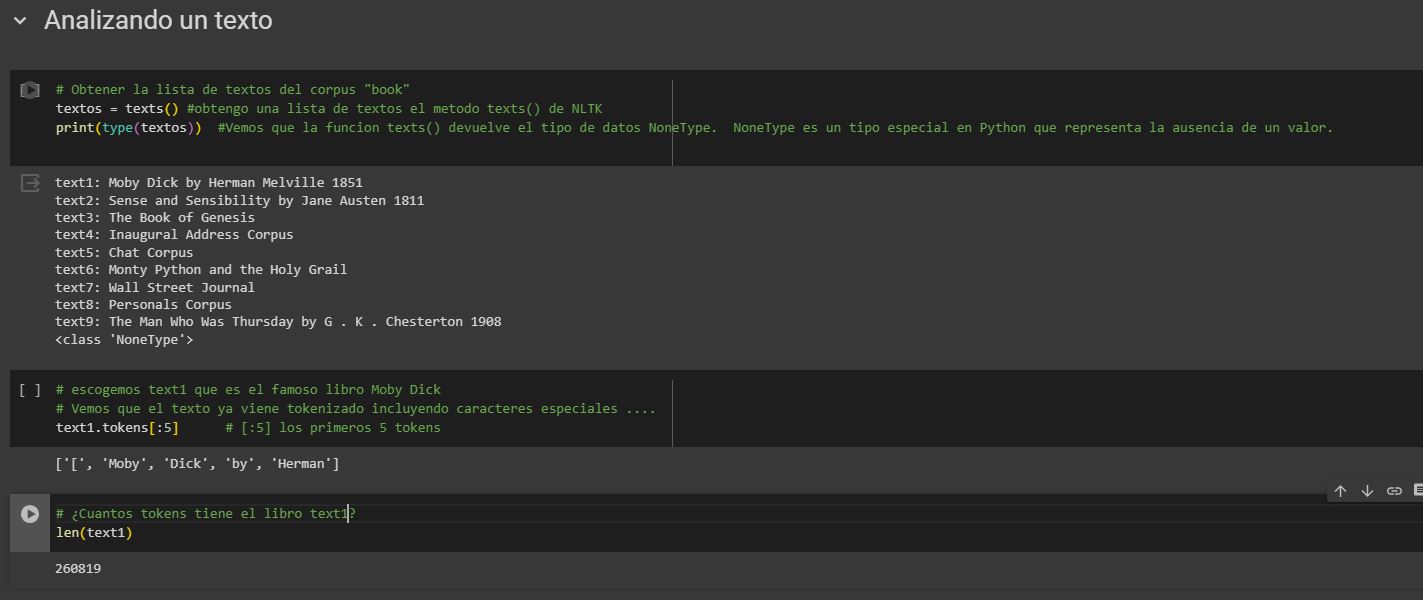 Analizando un texto
# Obtener la lista de textos del corpus "book"
textos = texts() #obtengo una lista de textos el metodo texts() de NLTK
print(type(textos))  #Vemos que la funcion texts() devuelve el tipo de datos NoneType.  NoneType es un tipo especial en Python que representa la ausencia de un valor.
text1: Moby Dick by Herman Melville 1851
text2: Sense and Sensibility by Jane Austen 1811
text3: The Book of Genesis
text4: Inaugural Address Corpus
text5: Chat Corpus
text6: Monty Python and the Holy Grail
text7: Wall Street Journal
text8: Personals Corpus
text9: The Man Who Was Thursday by G . K . Chesterton 1908
<class 'NoneType'>
[ ] # escogemos text1 que es el famoso libro Moby Dick
# Vemos que el texto ya viene tokenizado incluyendo caracteres especiales ....
text1.tokens[:5]      # [:5] los primeros 5 tokens
['[', 'Moby', 'Dick', 'by', 'Herman']
# ¿Cuantos tokens tiene el libro text1?
len(text1)
260819